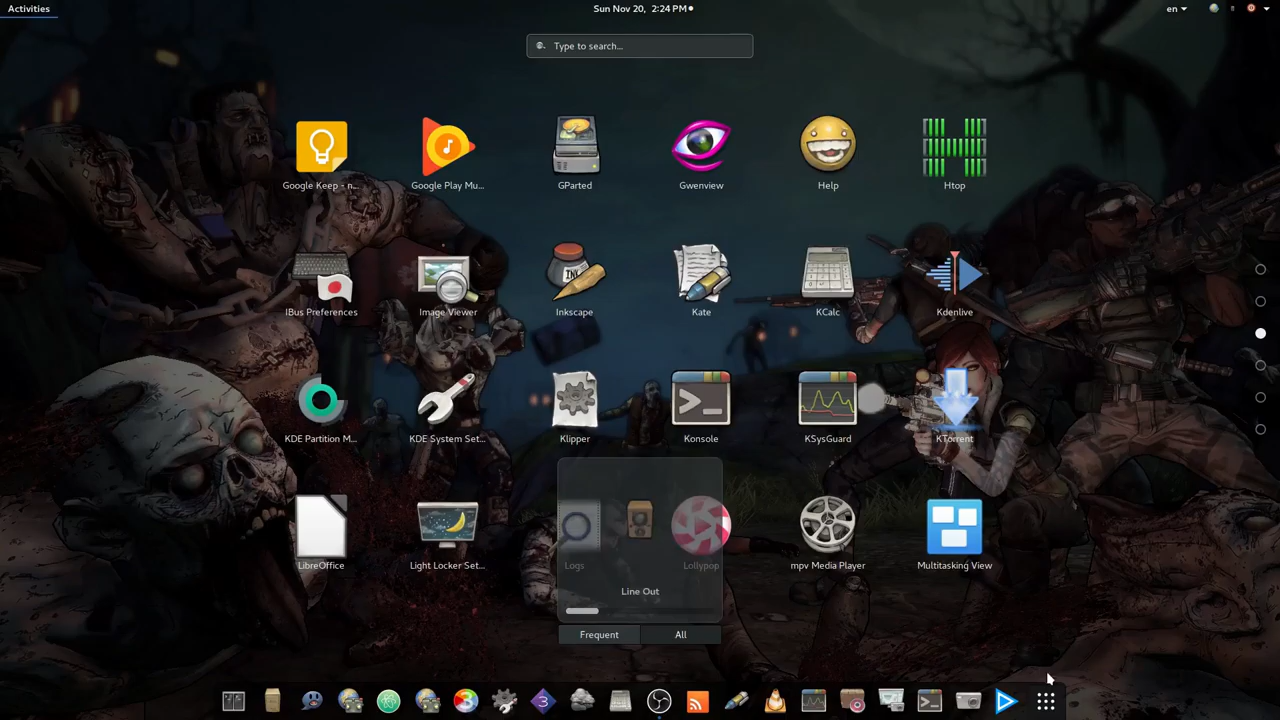 Activities
Sun Nov 20, 2:24 PM
en
Type to search...
Google Keep - n...
Google Play Mu...
GParted
Gwenview
Help
Htop
IBus Preferences
Image Viewer
Inkscape
Kate
KCalc
Kdenlive
KDE Partition M...
KDE System Set...
Klipper
Konsole
KSysGuard
KTorrent
LibreOffice
Light Locker Set...
Logs
Lollypop
mpv Media Player
Multitasking View
Line Out
Frequent
All